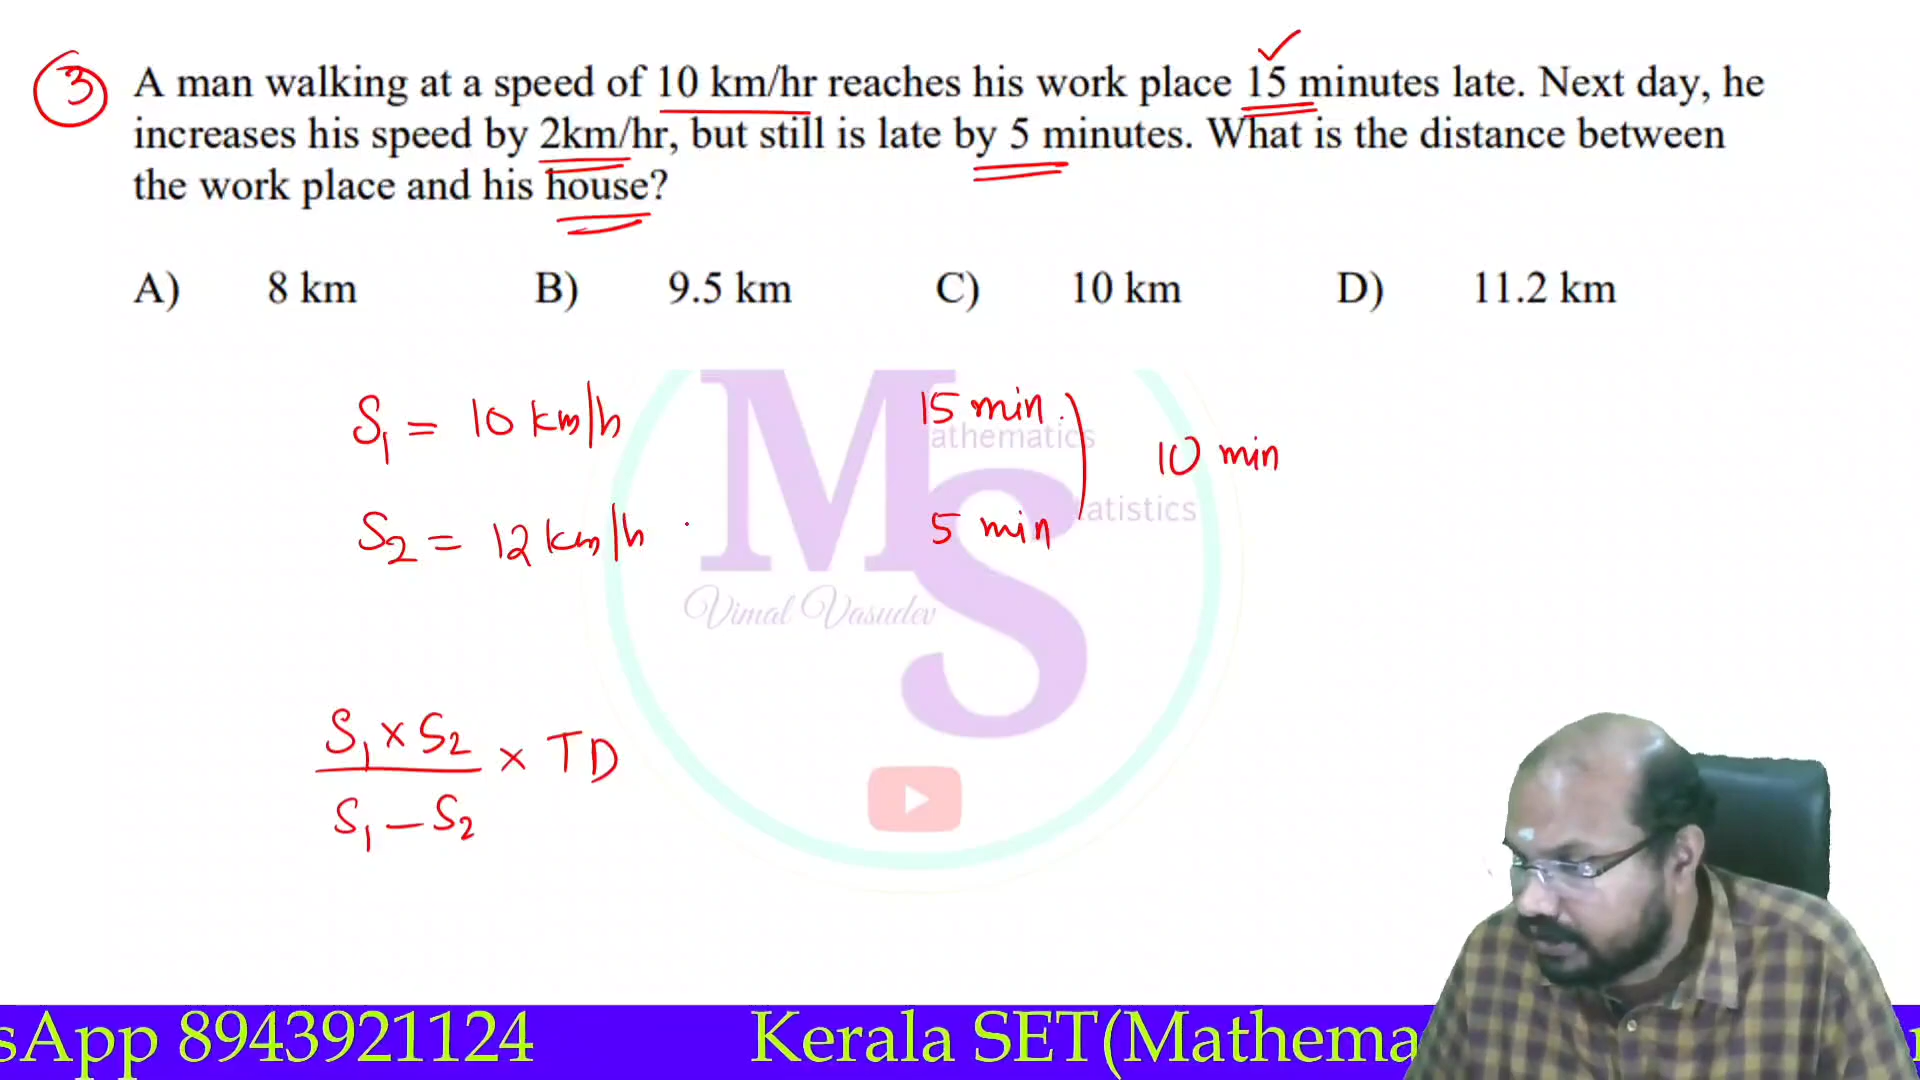 3 A man walking at a speed of 10 km/hr reaches his work place 15 minutes late. Next day, he
increases his speed by 2km/hr, but still is late by 5 minutes. What is the distance between
the work place and his house?
A) 8 km B) 9.5 km C) 10 km D) 11.2 km
S₁ = 10 km/h 15 min
10 min
S₂ = 12 km/h 5 min
MS
athematics
tatistics
Vimal Vasudev
S₁ × S₂ / S₁ − S₂ × TD
sApp 8943921124 Kerala SET(Mathema